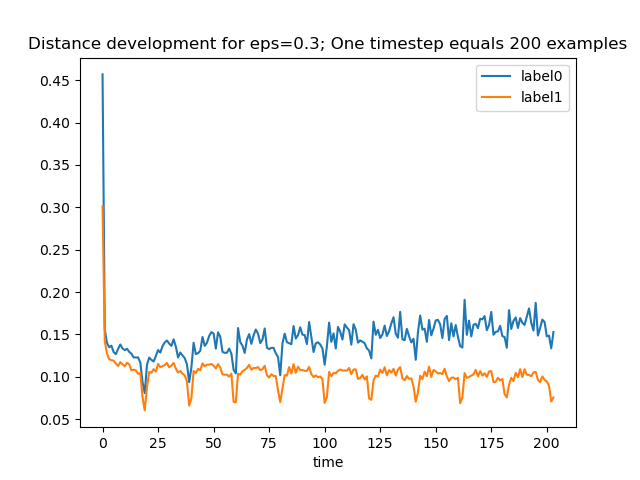 Distance development for eps=0.3; One timestep equals 200 examples
label0
label1
0.45
0.40
0.35
0.30
0.25
0.20
0.15
0.10
0.05
0 25 50 75 100 125 150 175 200
time